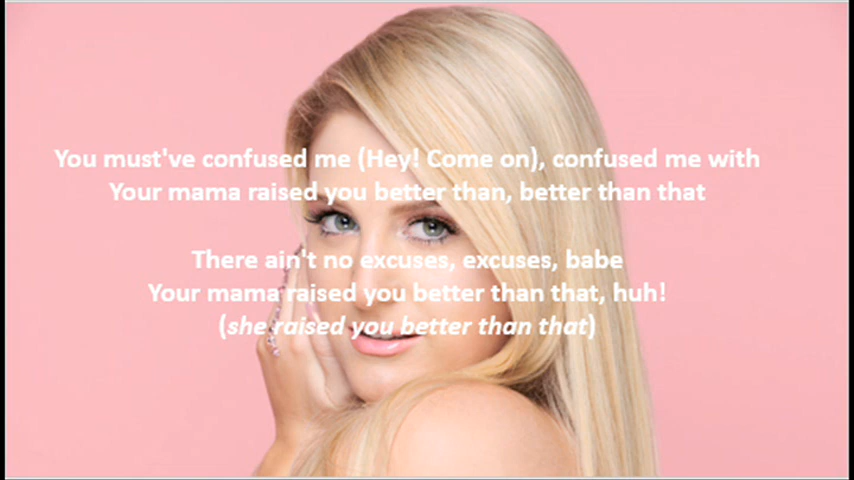 You must've confused me (Hey! Come on), confused me with
Your mama raised you better than, better than that
There ain't no excuses, excuses, babe
Your mama raised you better than that, huh!
(she raised you better than that)